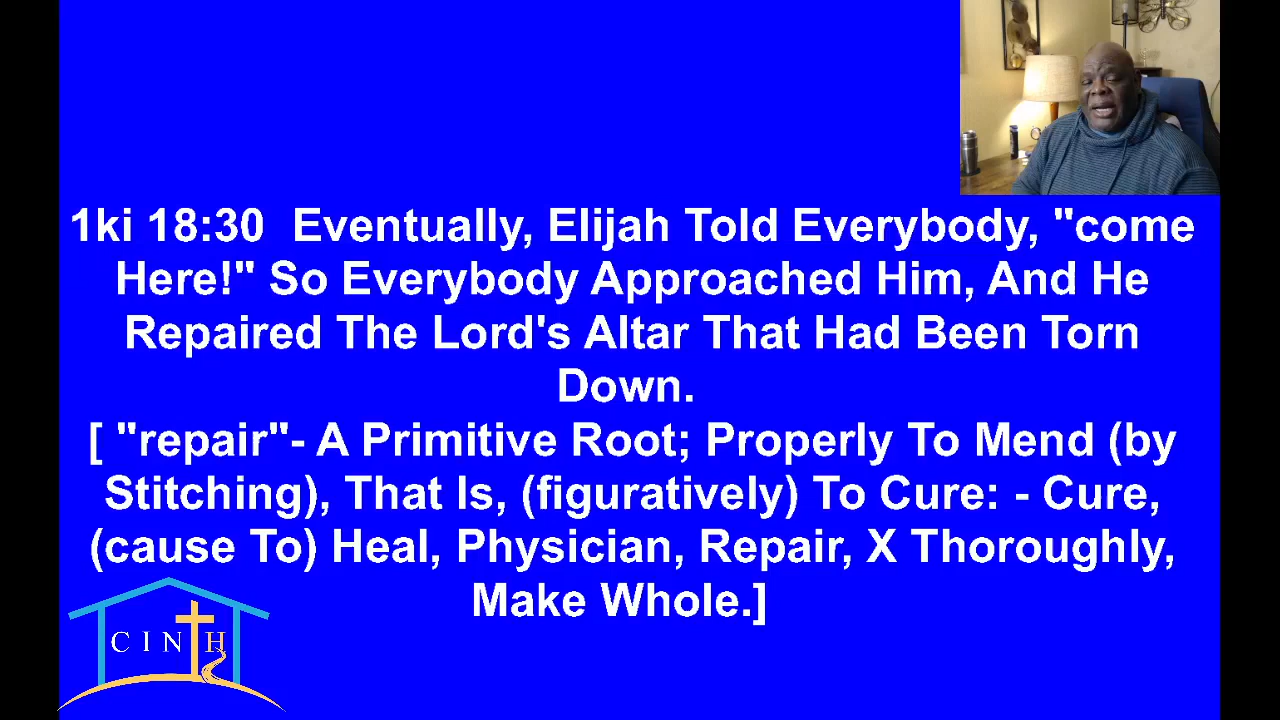 1ki 18:30  Eventually, Elijah Told Everybody, "come
Here!" So Everybody Approached Him, And He
Repaired The Lord's Altar That Had Been Torn
Down.
[ "repair"- A Primitive Root; Properly To Mend (by
Stitching), That Is, (figuratively) To Cure: - Cure,
(cause To) Heal, Physician, Repair, X Thoroughly,
Make Whole.]
CINTH